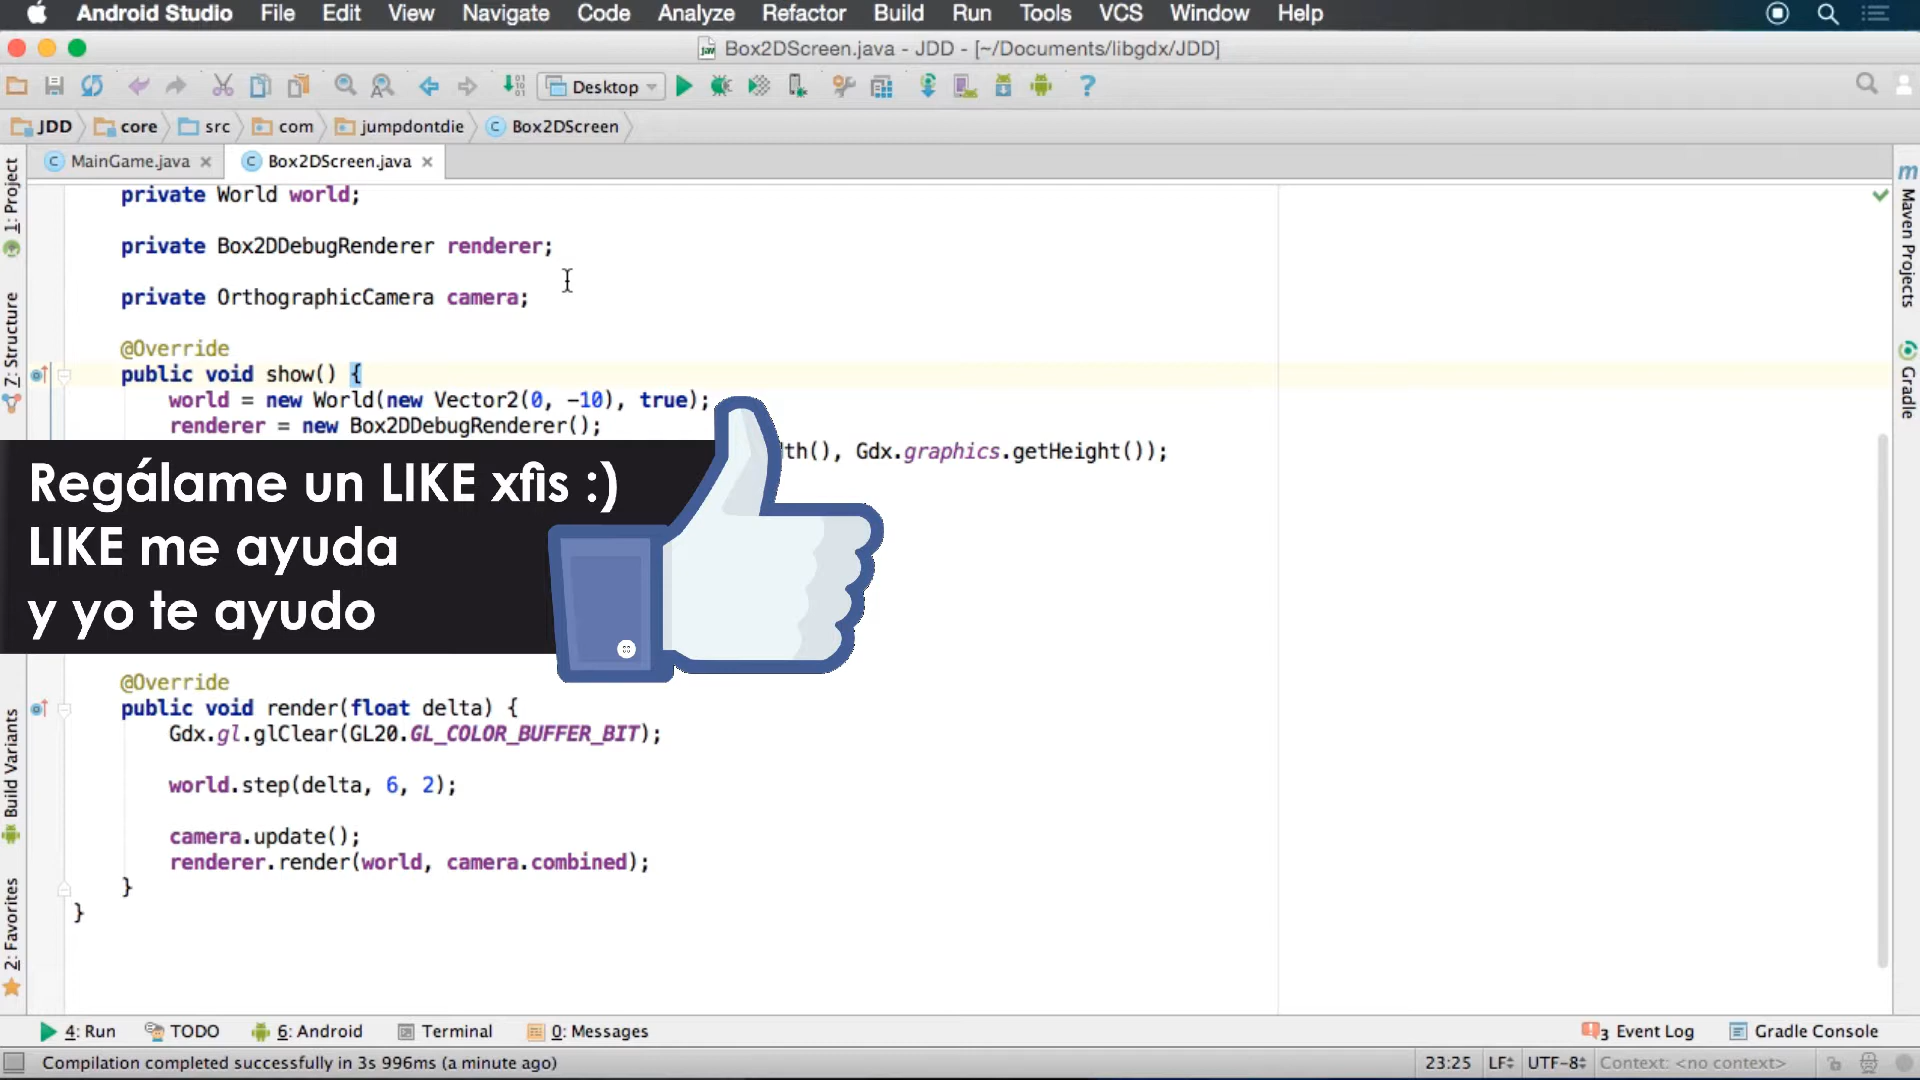 Android Studio File Edit View Navigate Code Analyze Refactor Build Run Tools VCS Window Help
Box2DScreen.java - JDD - [~/Documents/libgdx/JDD]
Desktop
JDD core src com jumpdontdie Box2DScreen
MainGame.java Box2DScreen.java
1: Project
7: Structure
Build Variants
2: Favorites
private World world;
private Box2DDebugRenderer renderer;
private OrthographicCamera camera;
@Override
public void show() {
world = new World(new Vector2(0, -10), true);
renderer = new Box2DDebugRenderer();
th(), Gdx.graphics.getHeight());
Regálame un LIKE xfis :)
LIKE me ayuda
y yo te ayudo
@Override
public void render(float delta) {
Gdx.gl.glClear(GL20.GL_COLOR_BUFFER_BIT);
world.step(delta, 6, 2);
camera.update();
renderer.render(world, camera.combined);
}
}
Maven Projects
Gradle
4: Run TODO 6: Android Terminal 0: Messages 3 Event Log Gradle Console
Compilation completed successfully in 3s 996ms (a minute ago) 23:25 LF UTF-8 Context: <no context>